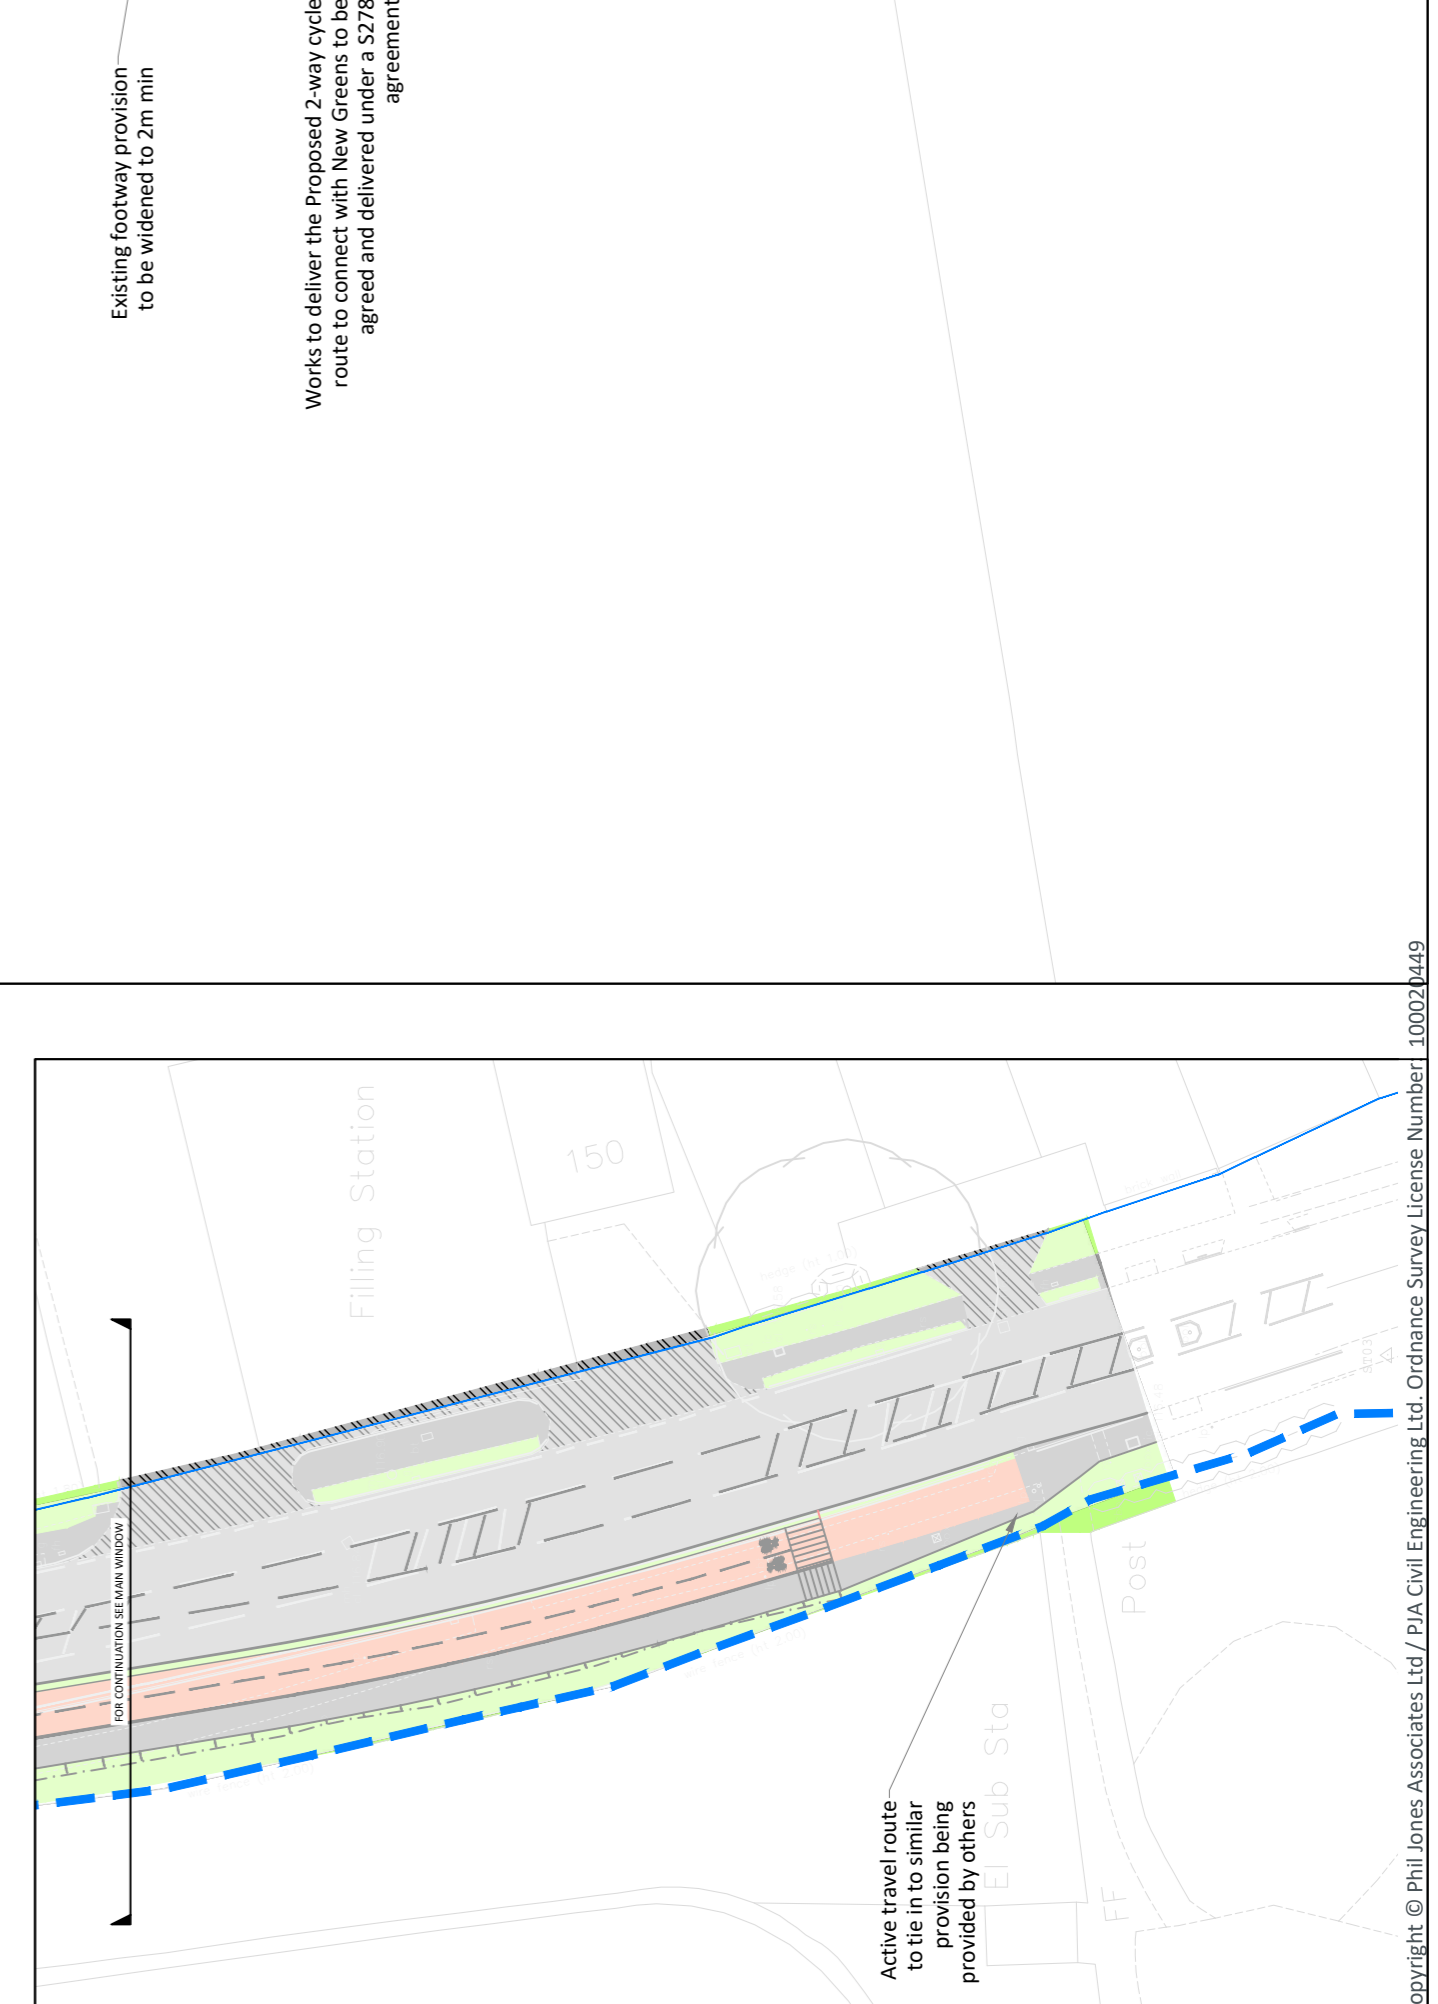 Existing footway provision
to be widened to 2m min
Works to deliver the Proposed 2-way cycle
route to connect with New Greens to be
agreed and delivered under a S278
agreement
FOR CONTINUATION SEE MAIN WINDOW
Filling Station
150
Active travel route
to tie in to similar
provision being
provided by others
El Sub Sta
Post
FF
ST03
opyright © Phil Jones Associates Ltd / PJA Civil Engineering Ltd. Ordnance Survey License Number: 100020449